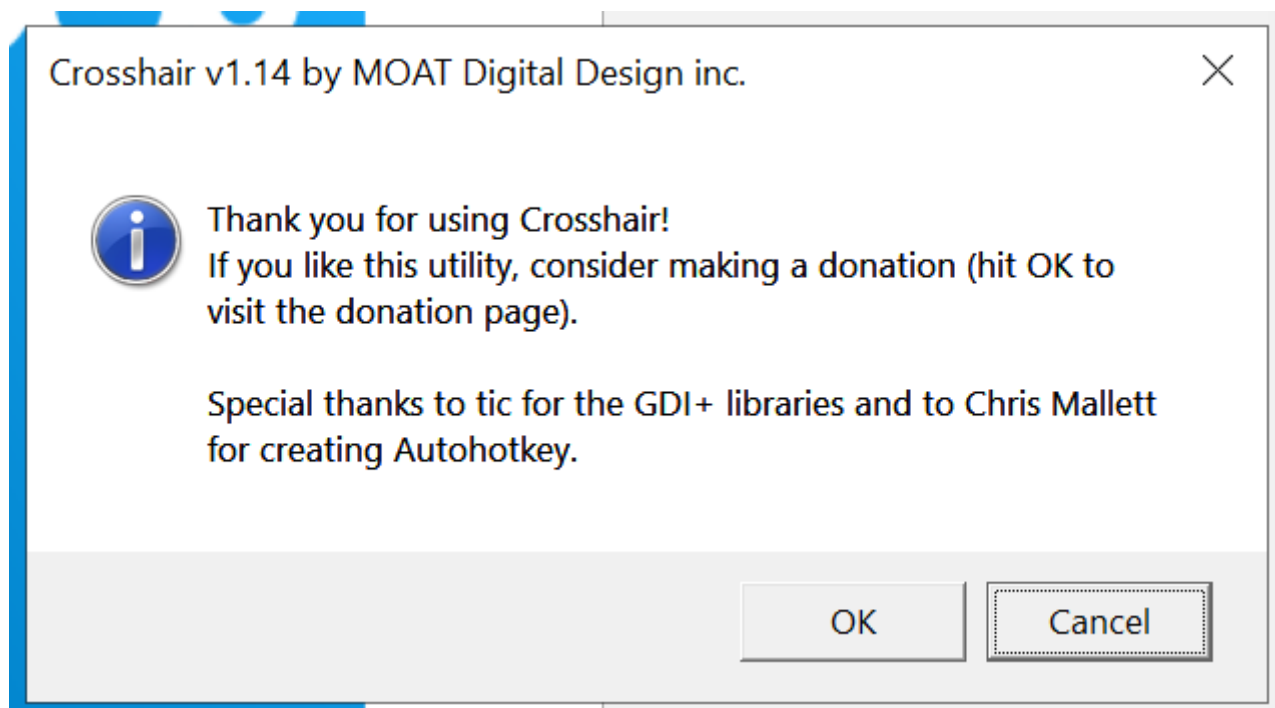 Crosshair v1.14 by MOAT Digital Design inc.
Thank you for using Crosshair!
If you like this utility, consider making a donation (hit OK to
visit the donation page).
Special thanks to tic for the GDI+ libraries and to Chris Mallett
for creating Autohotkey.
OK Cancel